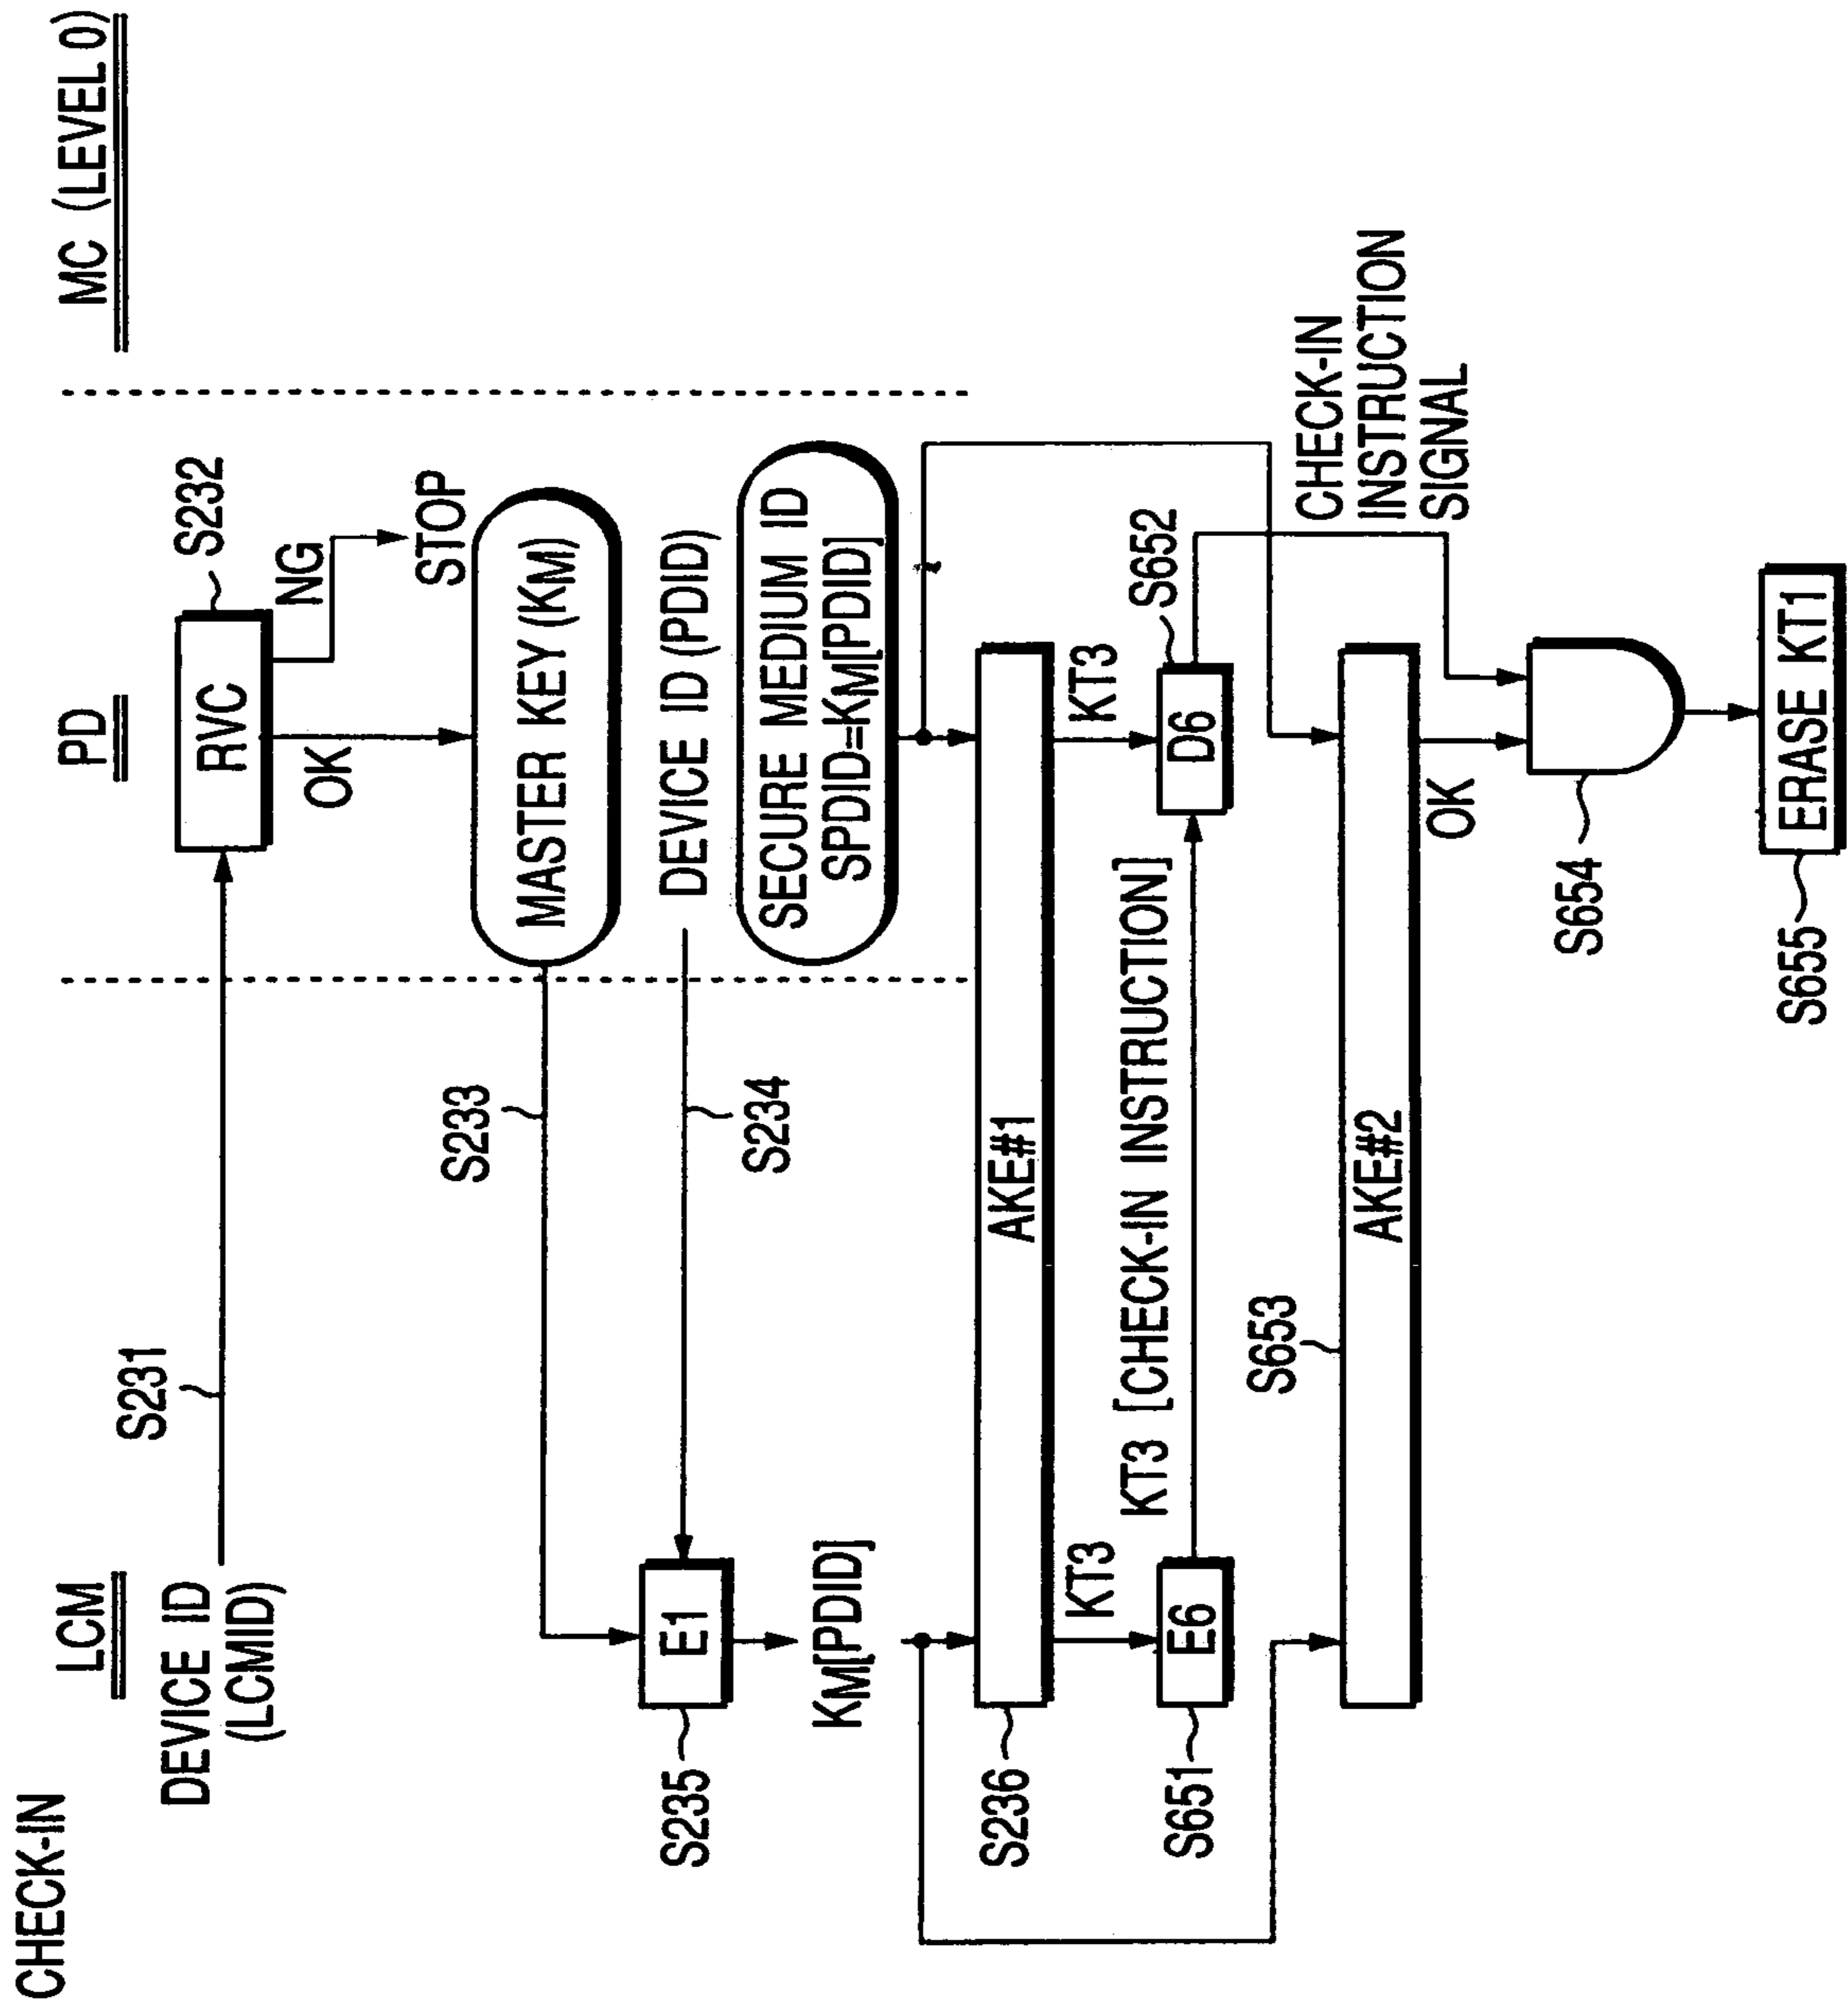 CHECK-IN
LCM
PD
MC (LEVEL 0)
DEVICE ID
(LCMID)
S231
RVC
S232
NG
STOP
OK
S233
MASTER KEY (KM)
DEVICE ID (PDID)
S234
E1
S235
SECURE MEDIUM ID
SPDID=KM[PDID]
KM[PDID]
AKE#1
S236
KT3
KT3
E6
S651
KT3 [CHECK-IN INSTRUCTION]
D6
S652
CHECK-IN
INSTRUCTION
SIGNAL
S653
AKE#2
OK
S654
ERASE KT1
S655